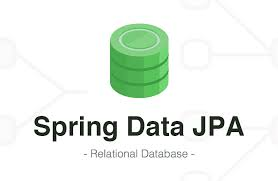 Spring Data JPA
- Relational Database -